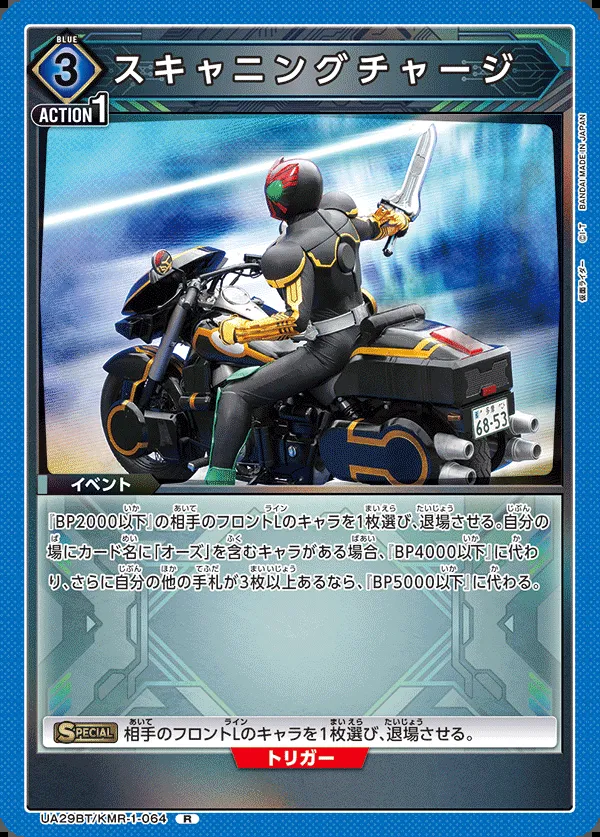 BLUE
3
スキャニングチャージ
ACTION1
BANDAI MADE IN JAPAN
仮面ライダー ©I・T
68-53
イベント
『BP2000以下』の相手のフロントLのキャラを1枚選び、退場させる。自分の
場にカード名に「オーズ」を含むキャラがある場合、『BP4000以下』に代わ
り、さらに自分の他の手札が3枚以上あるなら、『BP5000以下』に代わる。
SPECIAL 相手のフロントLのキャラを1枚選び、退場させる。
トリガー
UA29BT/KMR-1-064 R